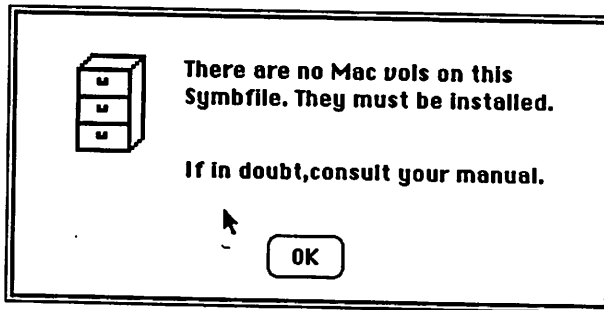 There are no Mac vols on this
Symbfile. They must be installed.
If in doubt,consult your manual.
OK